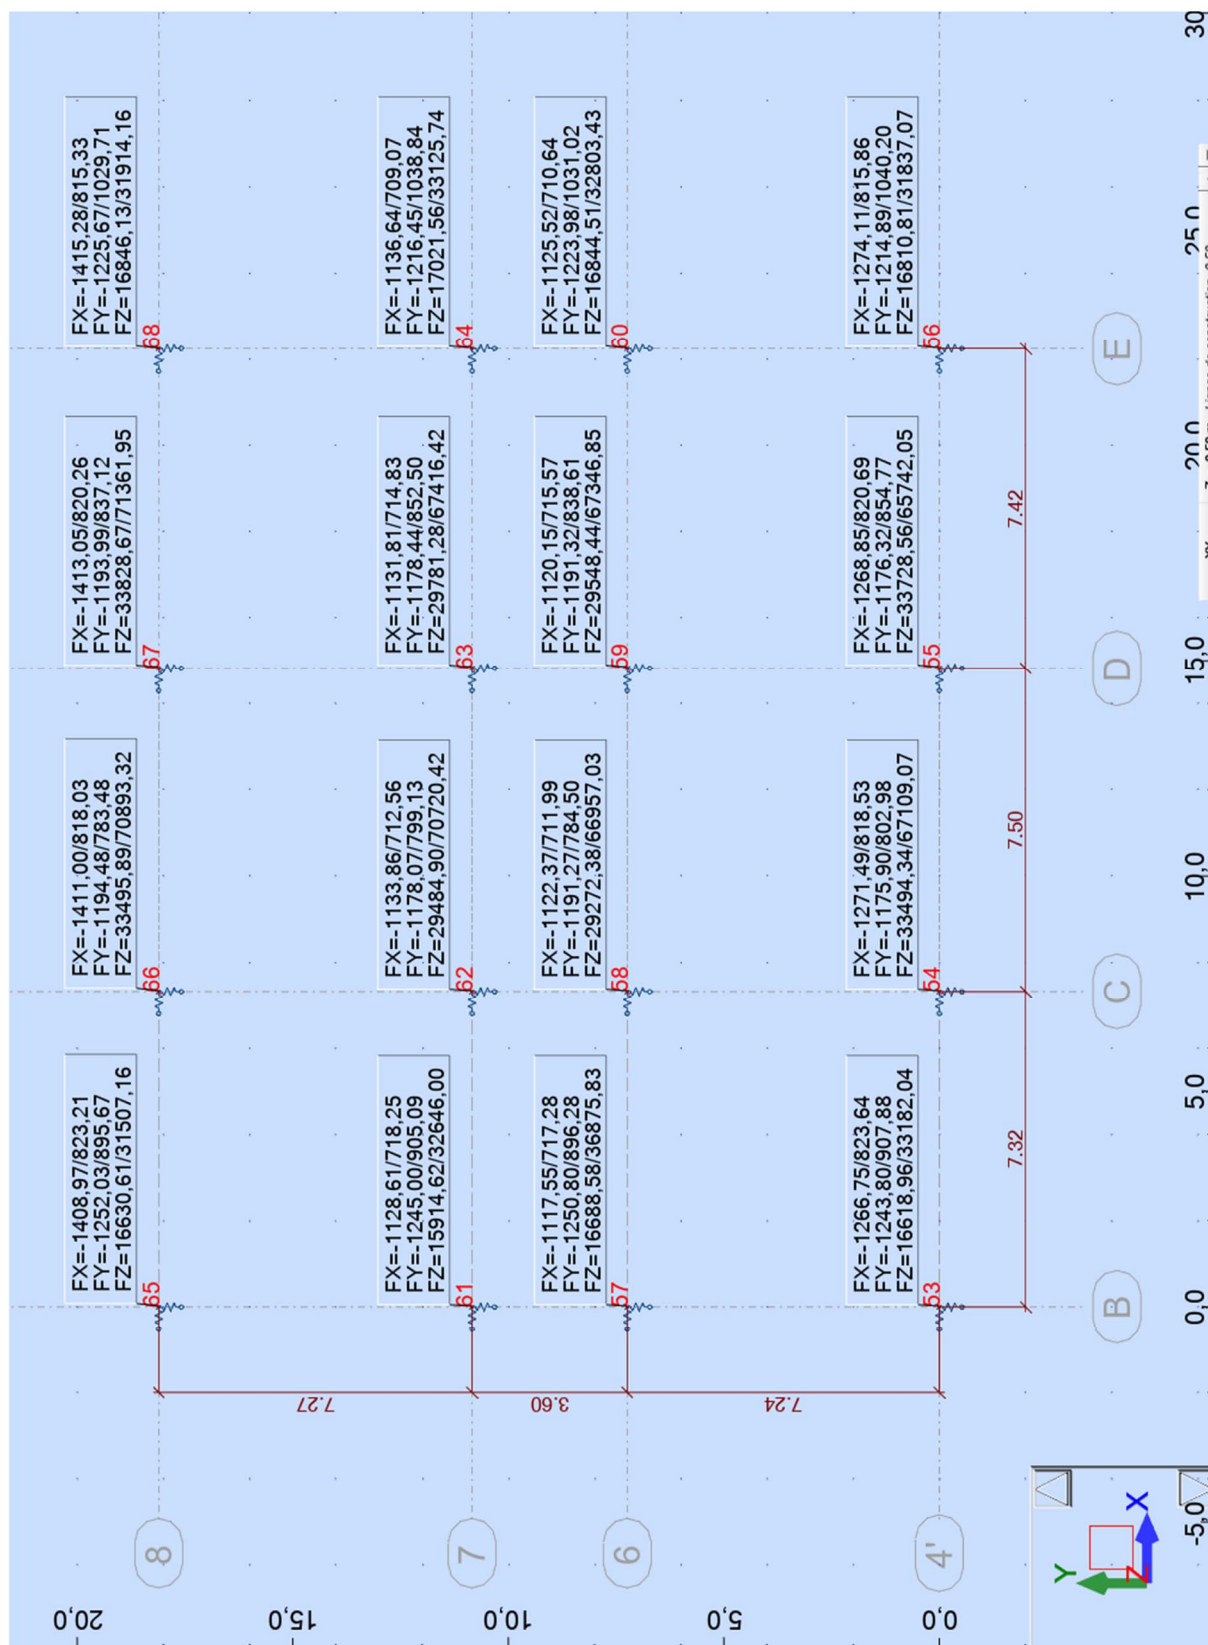 20,0
FX=-1408,97/823,21
FY=-1252,03/895,67
FZ=16630,61/31507,16
65
FX=-1411,00/818,03
FY=-1194,48/783,48
FZ=33495,89/70893,32
66
FX=-1413,05/820,26
FY=-1193,99/837,12
FZ=33828,67/71361,95
67
FX=-1415,28/815,33
FY=-1225,67/1029,71
FZ=16846,13/31914,16
68
8
15,0
7.27
FX=-1128,61/718,25
FY=-1245,00/905,09
FZ=15914,62/32646,00
61
FX=-1133,86/712,56
FY=-1178,07/799,13
FZ=29484,90/70720,42
62
FX=-1131,81/714,83
FY=-1178,44/852,50
FZ=29781,28/67416,42
63
FX=-1136,64/709,07
FY=-1216,45/1038,84
FZ=17021,56/33125,74
64
7
10,0
3.60
FX=-1117,55/717,28
FY=-1250,80/896,28
FZ=16688,58/36875,83
57
FX=-1122,37/711,99
FY=-1191,27/784,50
FZ=29272,38/66957,03
58
FX=-1120,15/715,57
FY=-1191,32/838,61
FZ=29548,44/67346,85
59
FX=-1125,52/710,64
FY=-1223,98/1031,02
FZ=16844,51/32803,43
60
6
5,0
7.24
FX=-1266,75/823,64
FY=-1243,80/907,88
FZ=16618,96/33182,04
53
FX=-1271,49/818,53
FY=-1175,90/802,98
FZ=33494,34/67109,07
54
FX=-1268,85/820,69
FY=-1176,32/854,77
FZ=33728,56/65742,05
55
FX=-1274,11/815,86
FY=-1214,89/1040,20
FZ=16810,81/31837,07
56
4'
0,0
7.32
7.50
7.42
B
C
D
E
Y
Z
X
-5,0
0,0
5,0
10,0
15,0
20,0
25,0
30